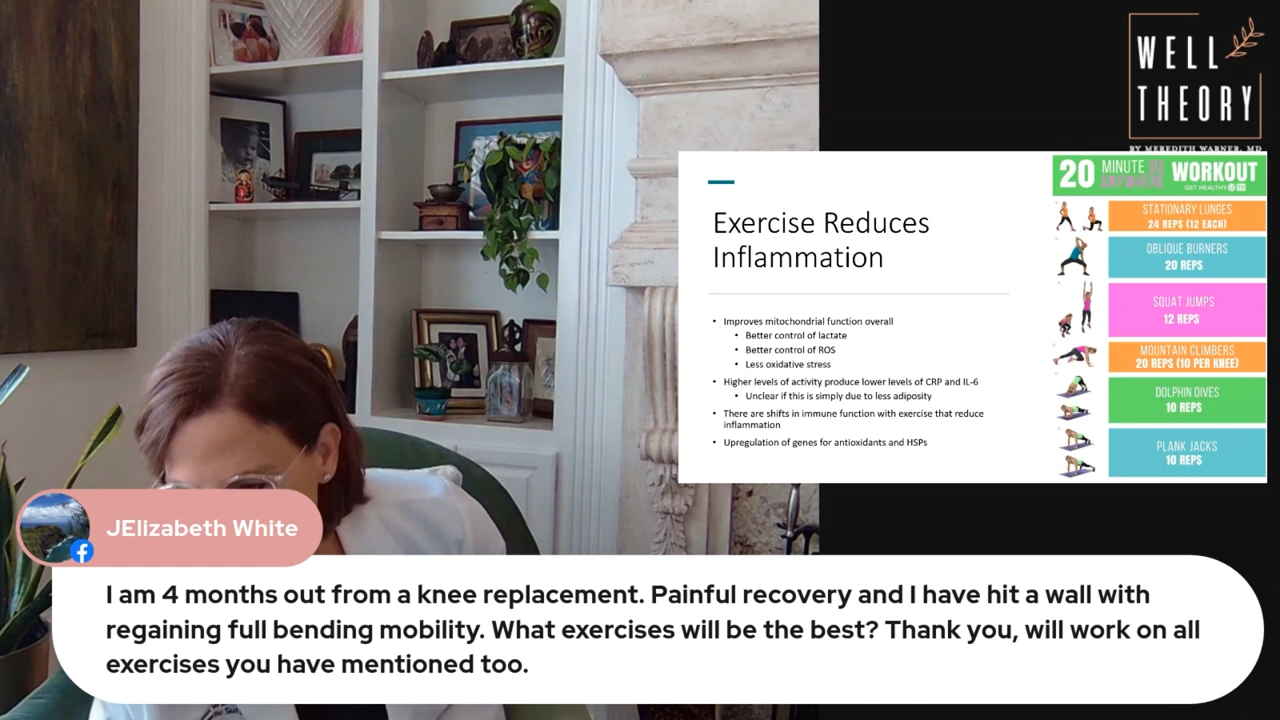 WELL
THEORY
BY MEREDITH WARNER, MD
20 MINUTE
ANYWHERE
WORKOUT
GET HEALTHY U TV
Exercise Reduces
Inflammation
• Improves mitochondrial function overall
• Better control of lactate
• Better control of ROS
• Less oxidative stress
• Higher levels of activity produce lower levels of CRP and IL-6
• Unclear if this is simply due to less adiposity
• There are shifts in immune function with exercise that reduce
inflammation
• Upregulation of genes for antioxidants and HSPs
STATIONARY LUNGES
24 REPS (12 EACH)
OBLIQUE BURNERS
20 REPS
SQUAT JUMPS
12 REPS
MOUNTAIN CLIMBERS
20 REPS (10 PER KNEE)
DOLPHIN DIVES
10 REPS
PLANK JACKS
10 REPS
JElizabeth White
I am 4 months out from a knee replacement. Painful recovery and I have hit a wall with
regaining full bending mobility. What exercises will be the best? Thank you, will work on all
exercises you have mentioned too.